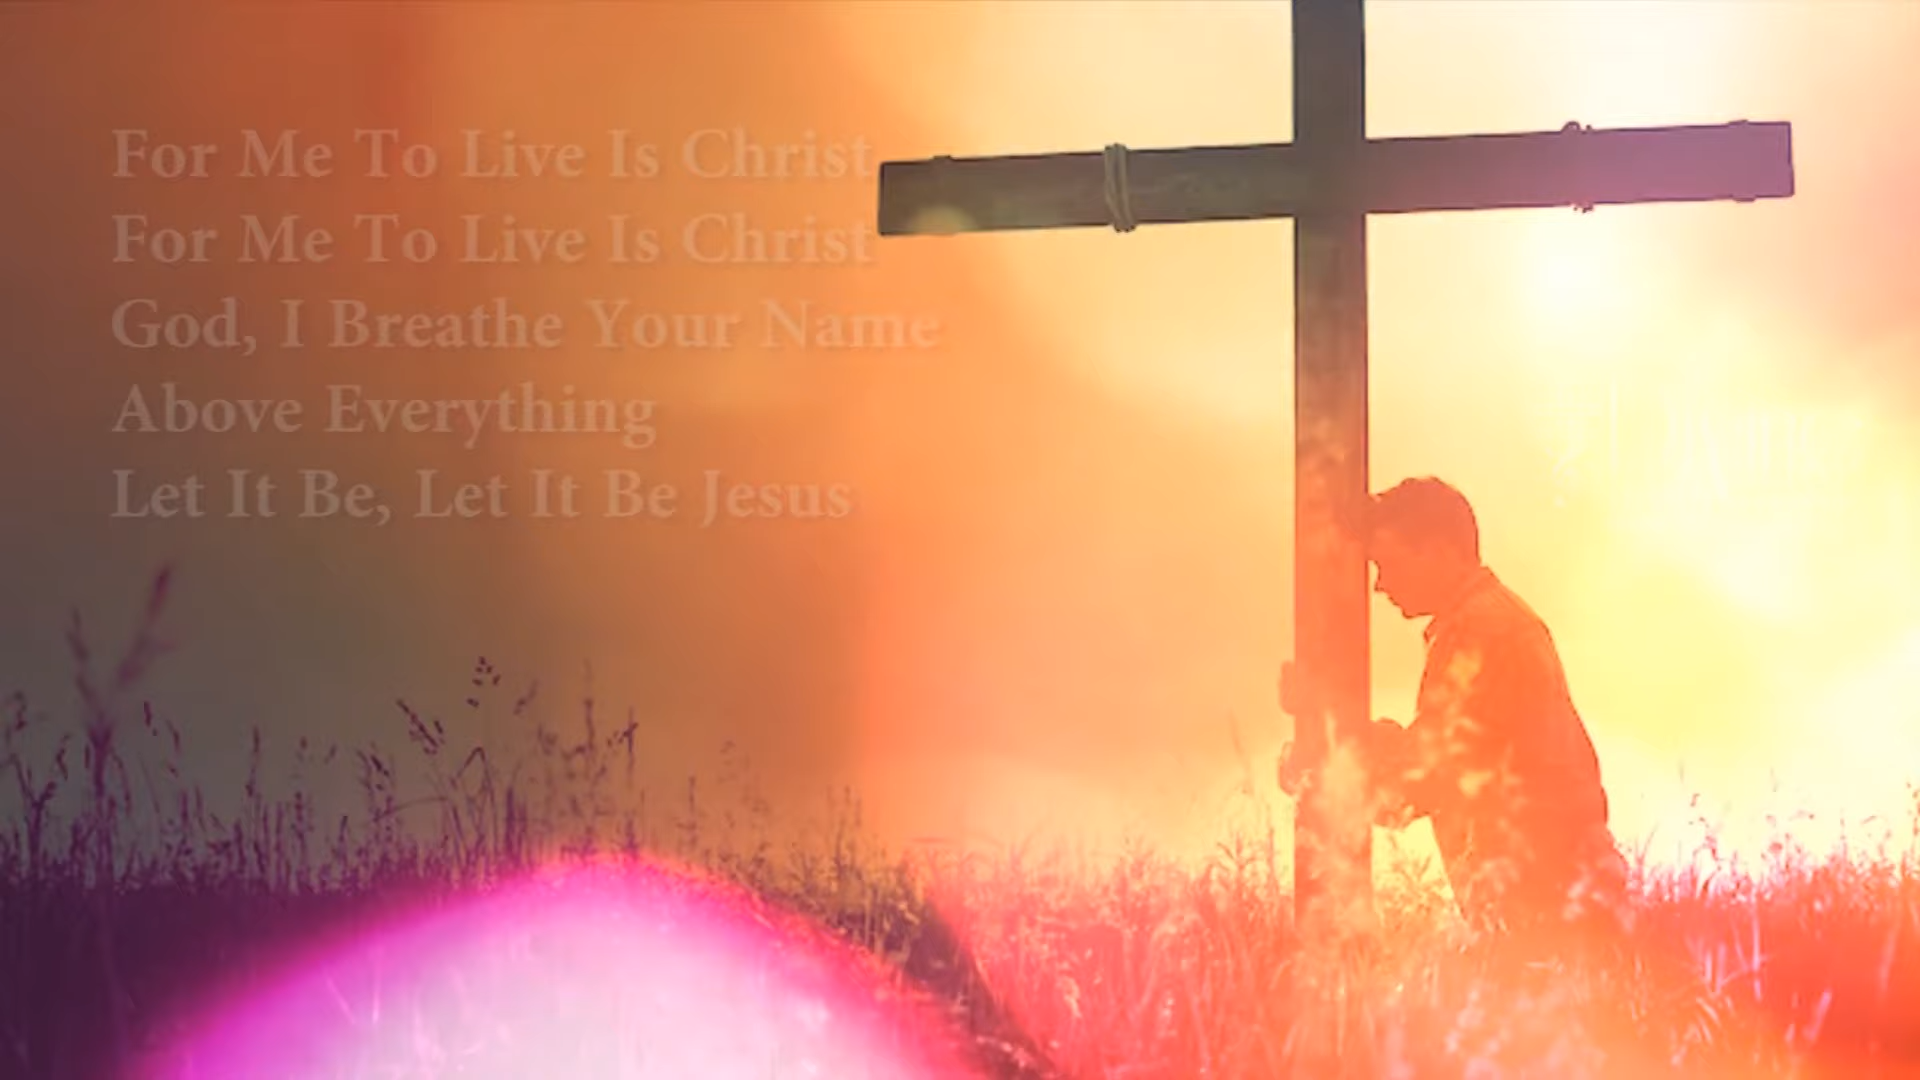 For Me To Live Is Christ
For Me To Live Is Christ
God, I Breathe Your Name
Above Everything
Let It Be, Let It Be Jesus